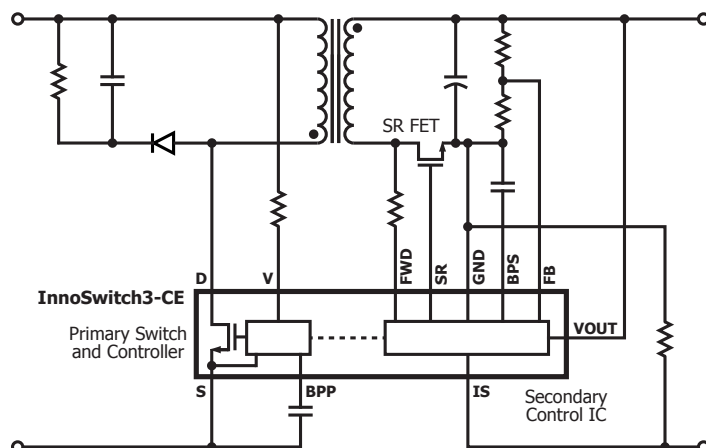 SR FET
D
V
FWD
SR
GND
BPS
FB
InnoSwitch3-CE
Primary Switch
and Controller
VOUT
S
BPP
IS
Secondary
Control IC